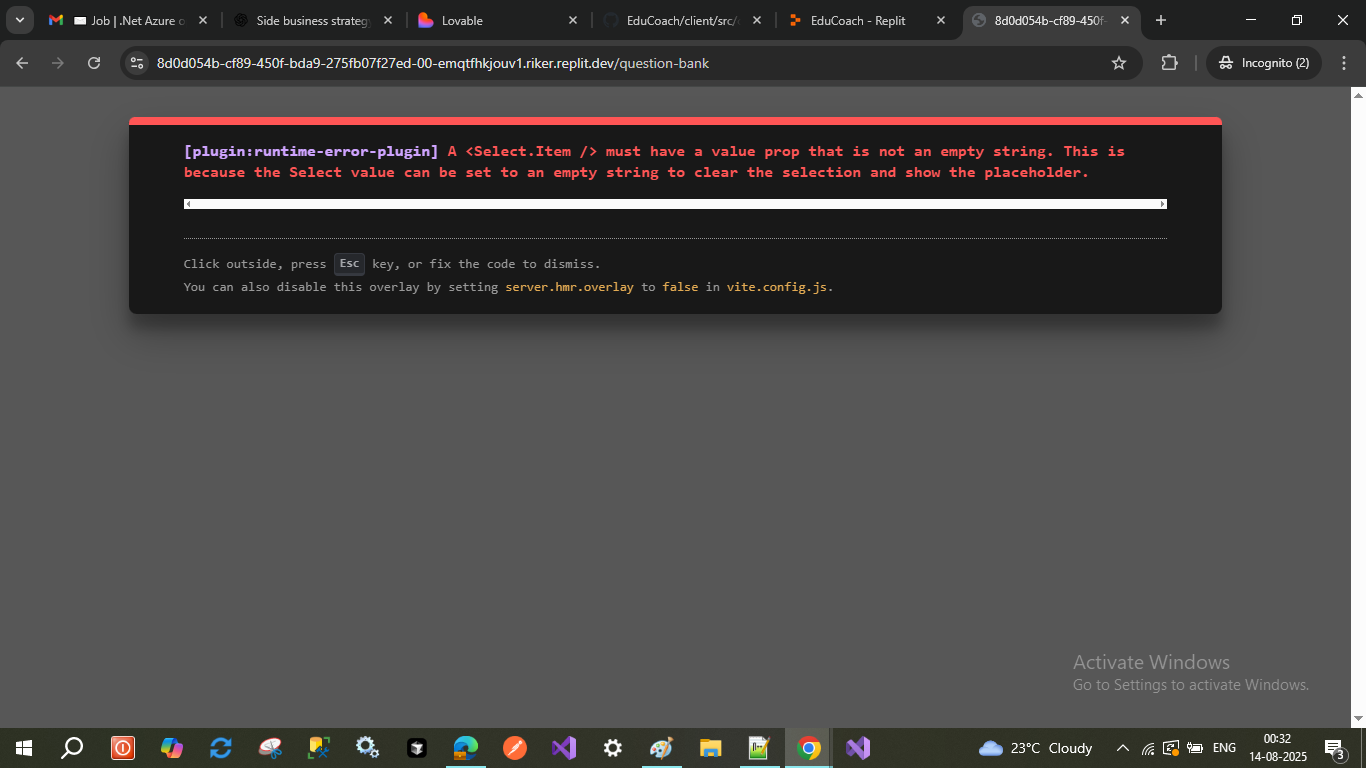 Job | .Net Azure o
Side business strateg
Lovable
EduCoach/client/src/
EduCoach - Replit
8d0d054b-cf89-450f-
8d0d054b-cf89-450f-bda9-275fb07f27ed-00-emqtfhkjouv1.riker.replit.dev/question-bank
Incognito (2)
[plugin:runtime-error-plugin] A <Select.Item /> must have a value prop that is not an empty string. This is
because the Select value can be set to an empty string to clear the selection and show the placeholder.
Click outside, press Esc key, or fix the code to dismiss.
You can also disable this overlay by setting server.hmr.overlay to false in vite.config.js.
Activate Windows
Go to Settings to activate Windows.
23°C Cloudy
ENG
00:32
14-08-2025
3